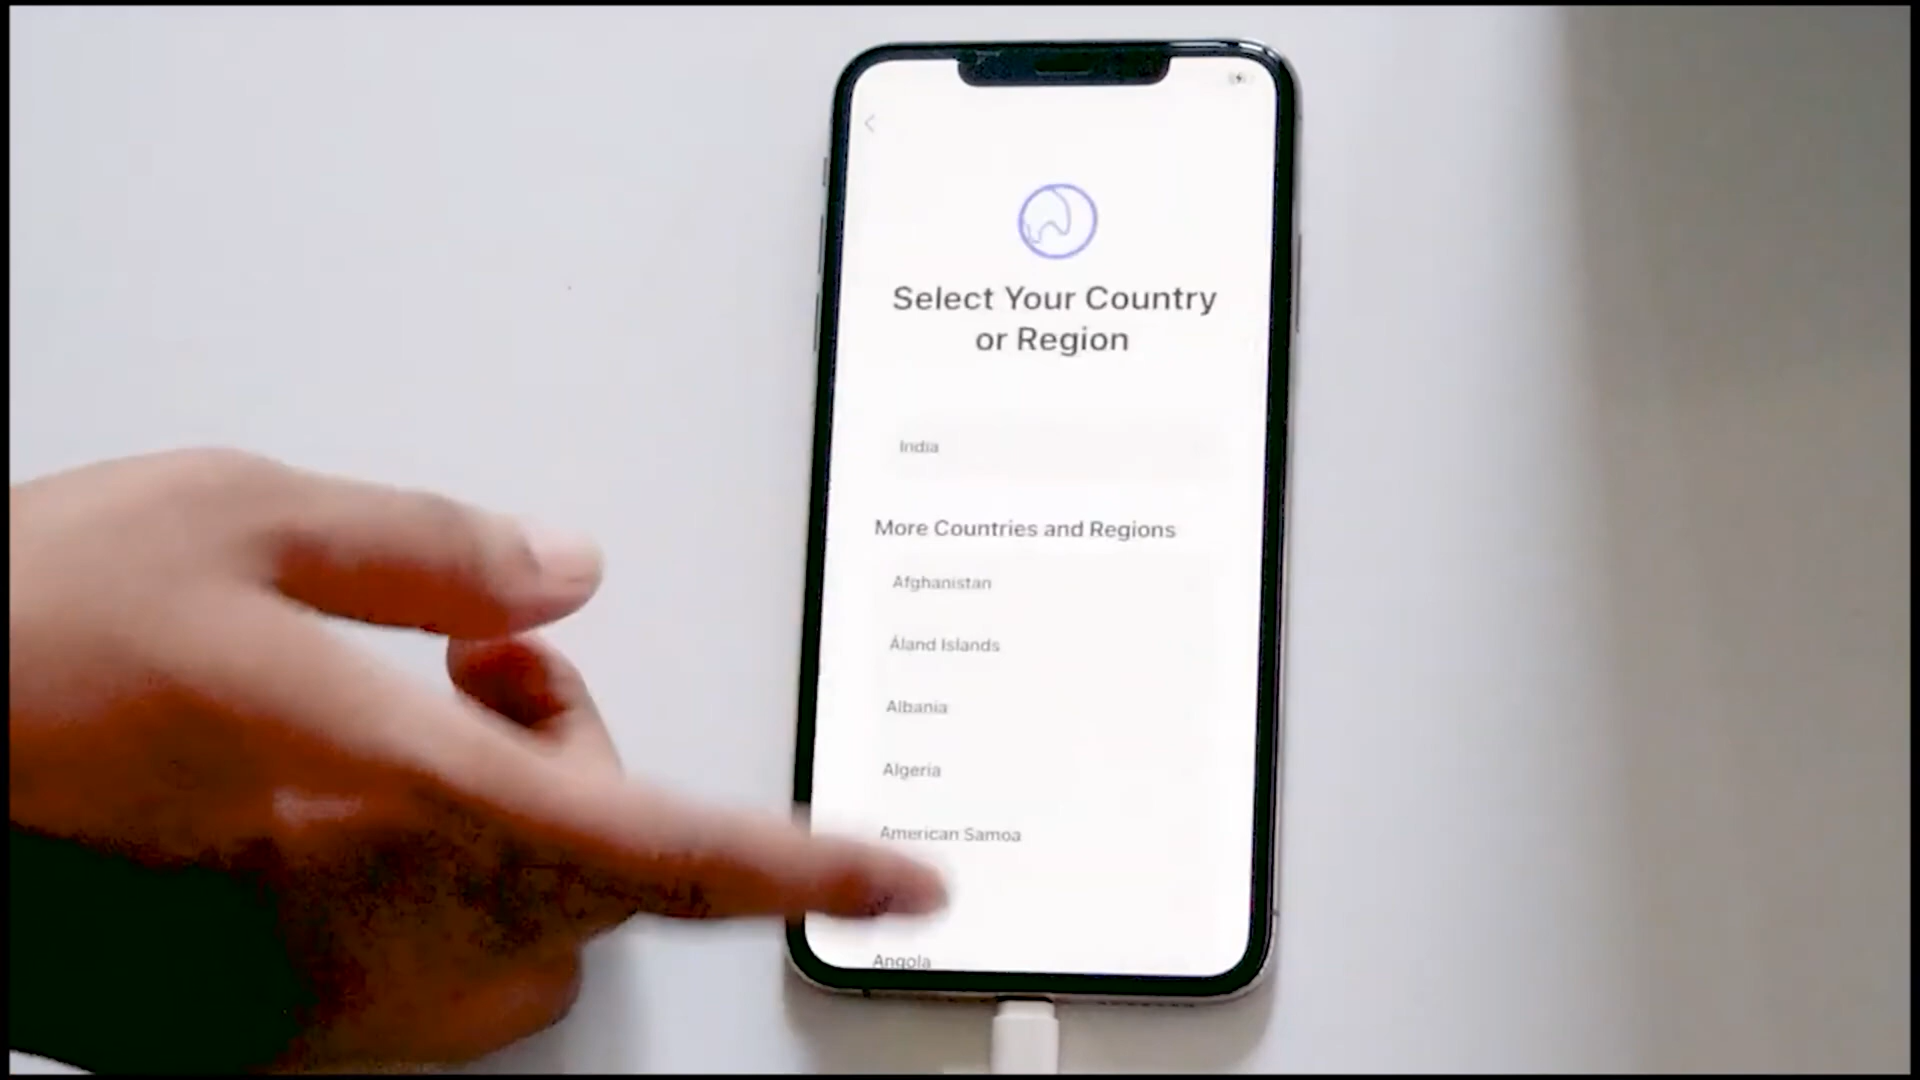 Select Your Country
or Region
India
More Countries and Regions
Afghanistan
Åland Islands
Albania
Algeria
American Samoa
Angola